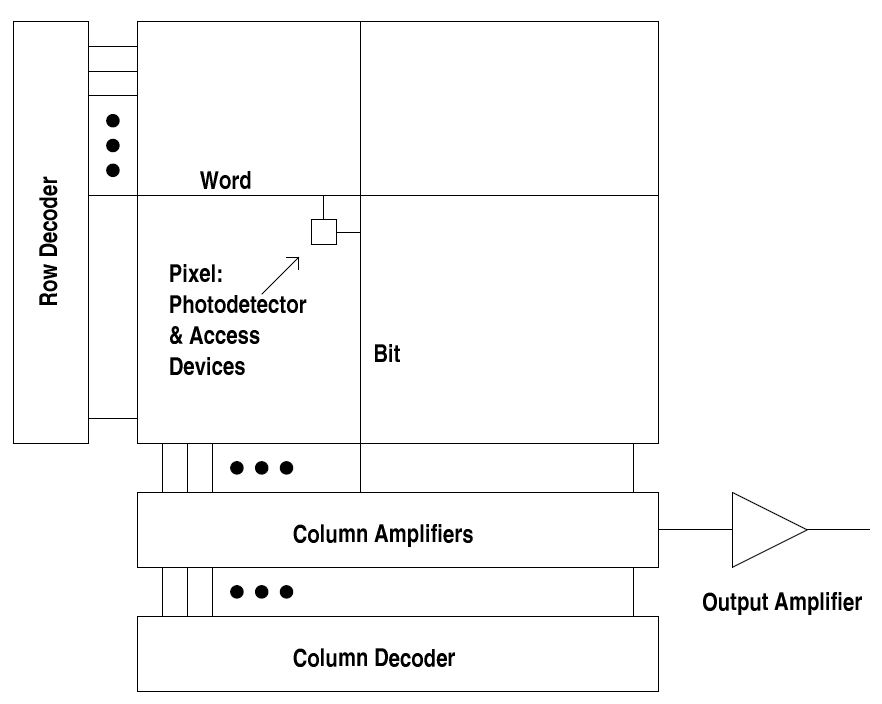 Row Decoder
Word
Pixel:
Photodetector
& Access
Devices
Bit
Column Amplifiers
Output Amplifier
Column Decoder